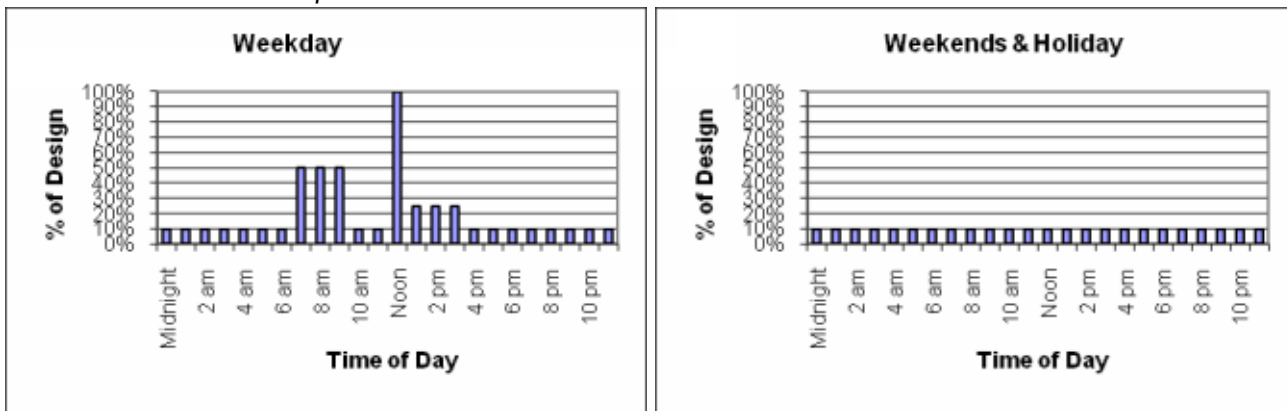 Weekday
% of Design
100%
90%
80%
70%
60%
50%
40%
30%
20%
10%
0%
Midnight
2 am
4 am
6 am
8 am
10 am
Noon
2 pm
4 pm
6 pm
8 pm
10 pm
Time of Day
Weekends & Holiday
% of Design
100%
90%
80%
70%
60%
50%
40%
30%
20%
10%
0%
Midnight
2 am
4 am
6 am
8 am
10 am
Noon
2 pm
4 pm
6 pm
8 pm
10 pm
Time of Day